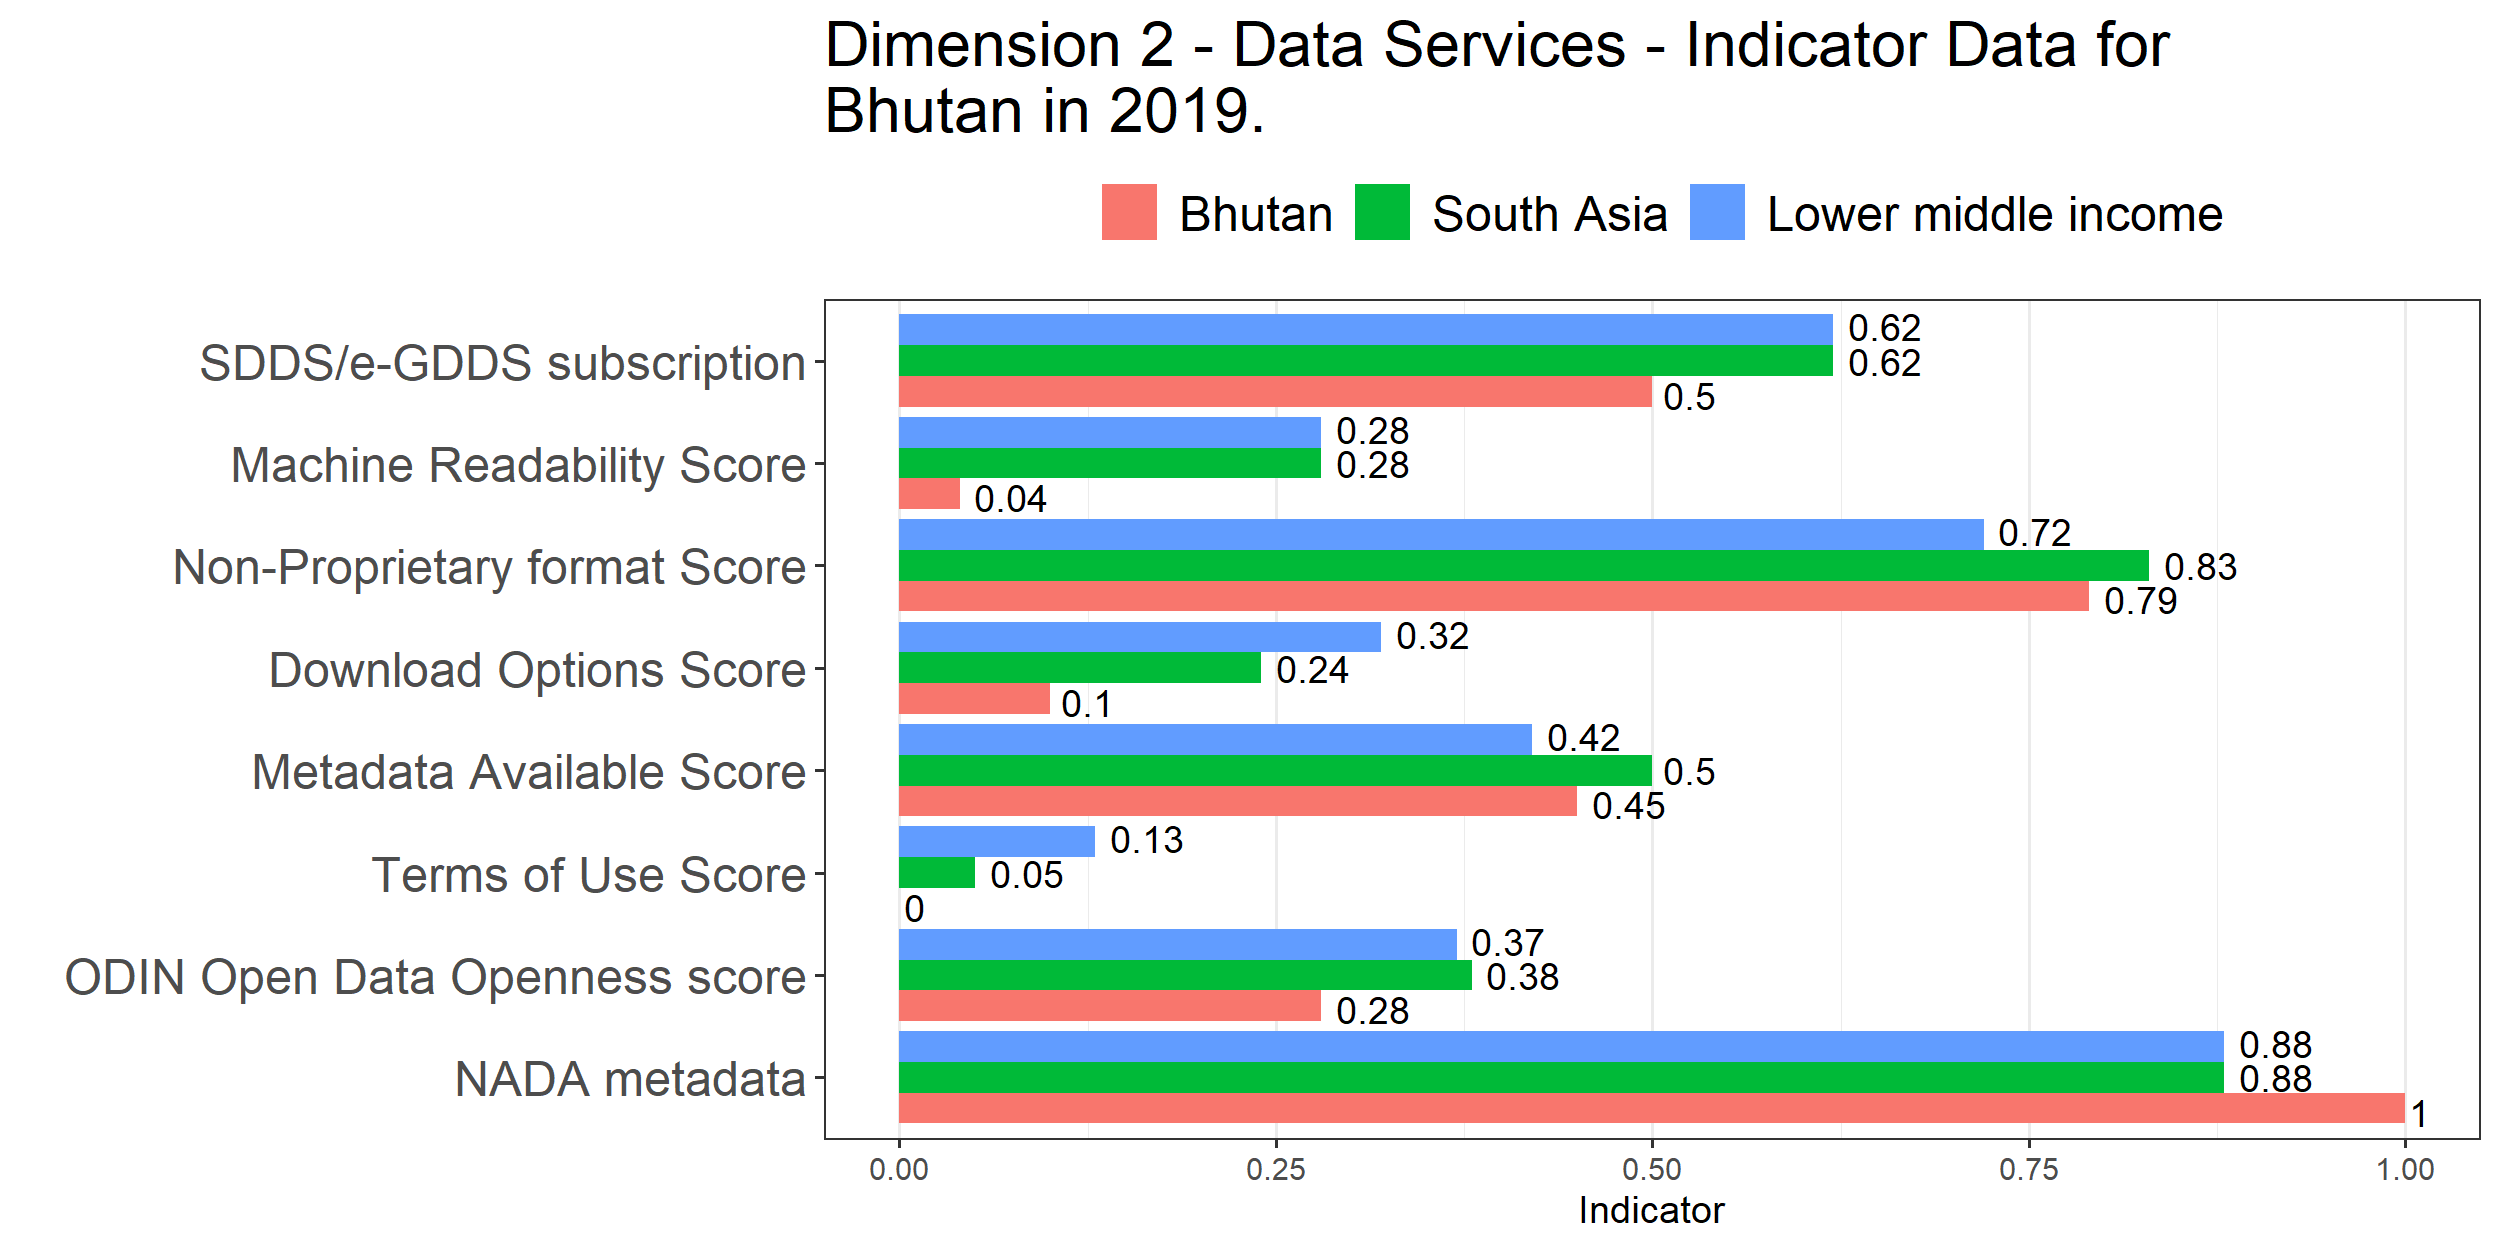 Dimension 2 - Data Services - Indicator Data for
Bhutan in 2019.
Bhutan South Asia Lower middle income
SDDS/e-GDDS subscription
0.62
0.62
0.5
Machine Readability Score
0.28
0.28
0.04
Non-Proprietary format Score
0.72
0.83
0.79
Download Options Score
0.32
0.24
0.1
Metadata Available Score
0.42
0.5
0.45
Terms of Use Score
0.13
0.05
0
ODIN Open Data Openness score
0.37
0.38
0.28
NADA metadata
0.88
0.88
1
0.00 0.25 0.50 0.75 1.00
Indicator